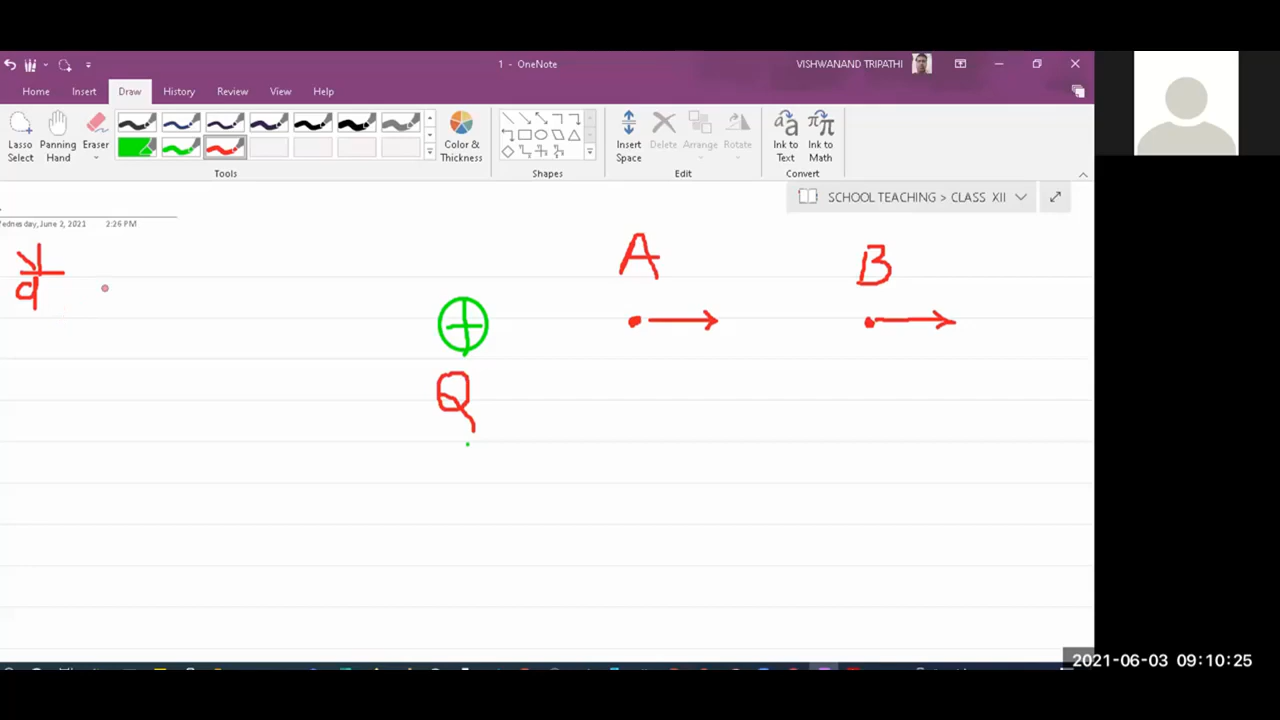 1 - OneNote
VISHWANAND TRIPATHI
Home Insert Draw History Review View Help
Lasso Select
Panning Hand
Eraser
Color & Thickness
Insert Space
Delete
Arrange
Rotate
Ink to Text
Ink to Math
Tools
Shapes
Edit
Convert
SCHOOL TEACHING > CLASS XII
Wednesday, June 2, 2021 2:26 PM
A
B
Q
2021-06-03 09:10:25